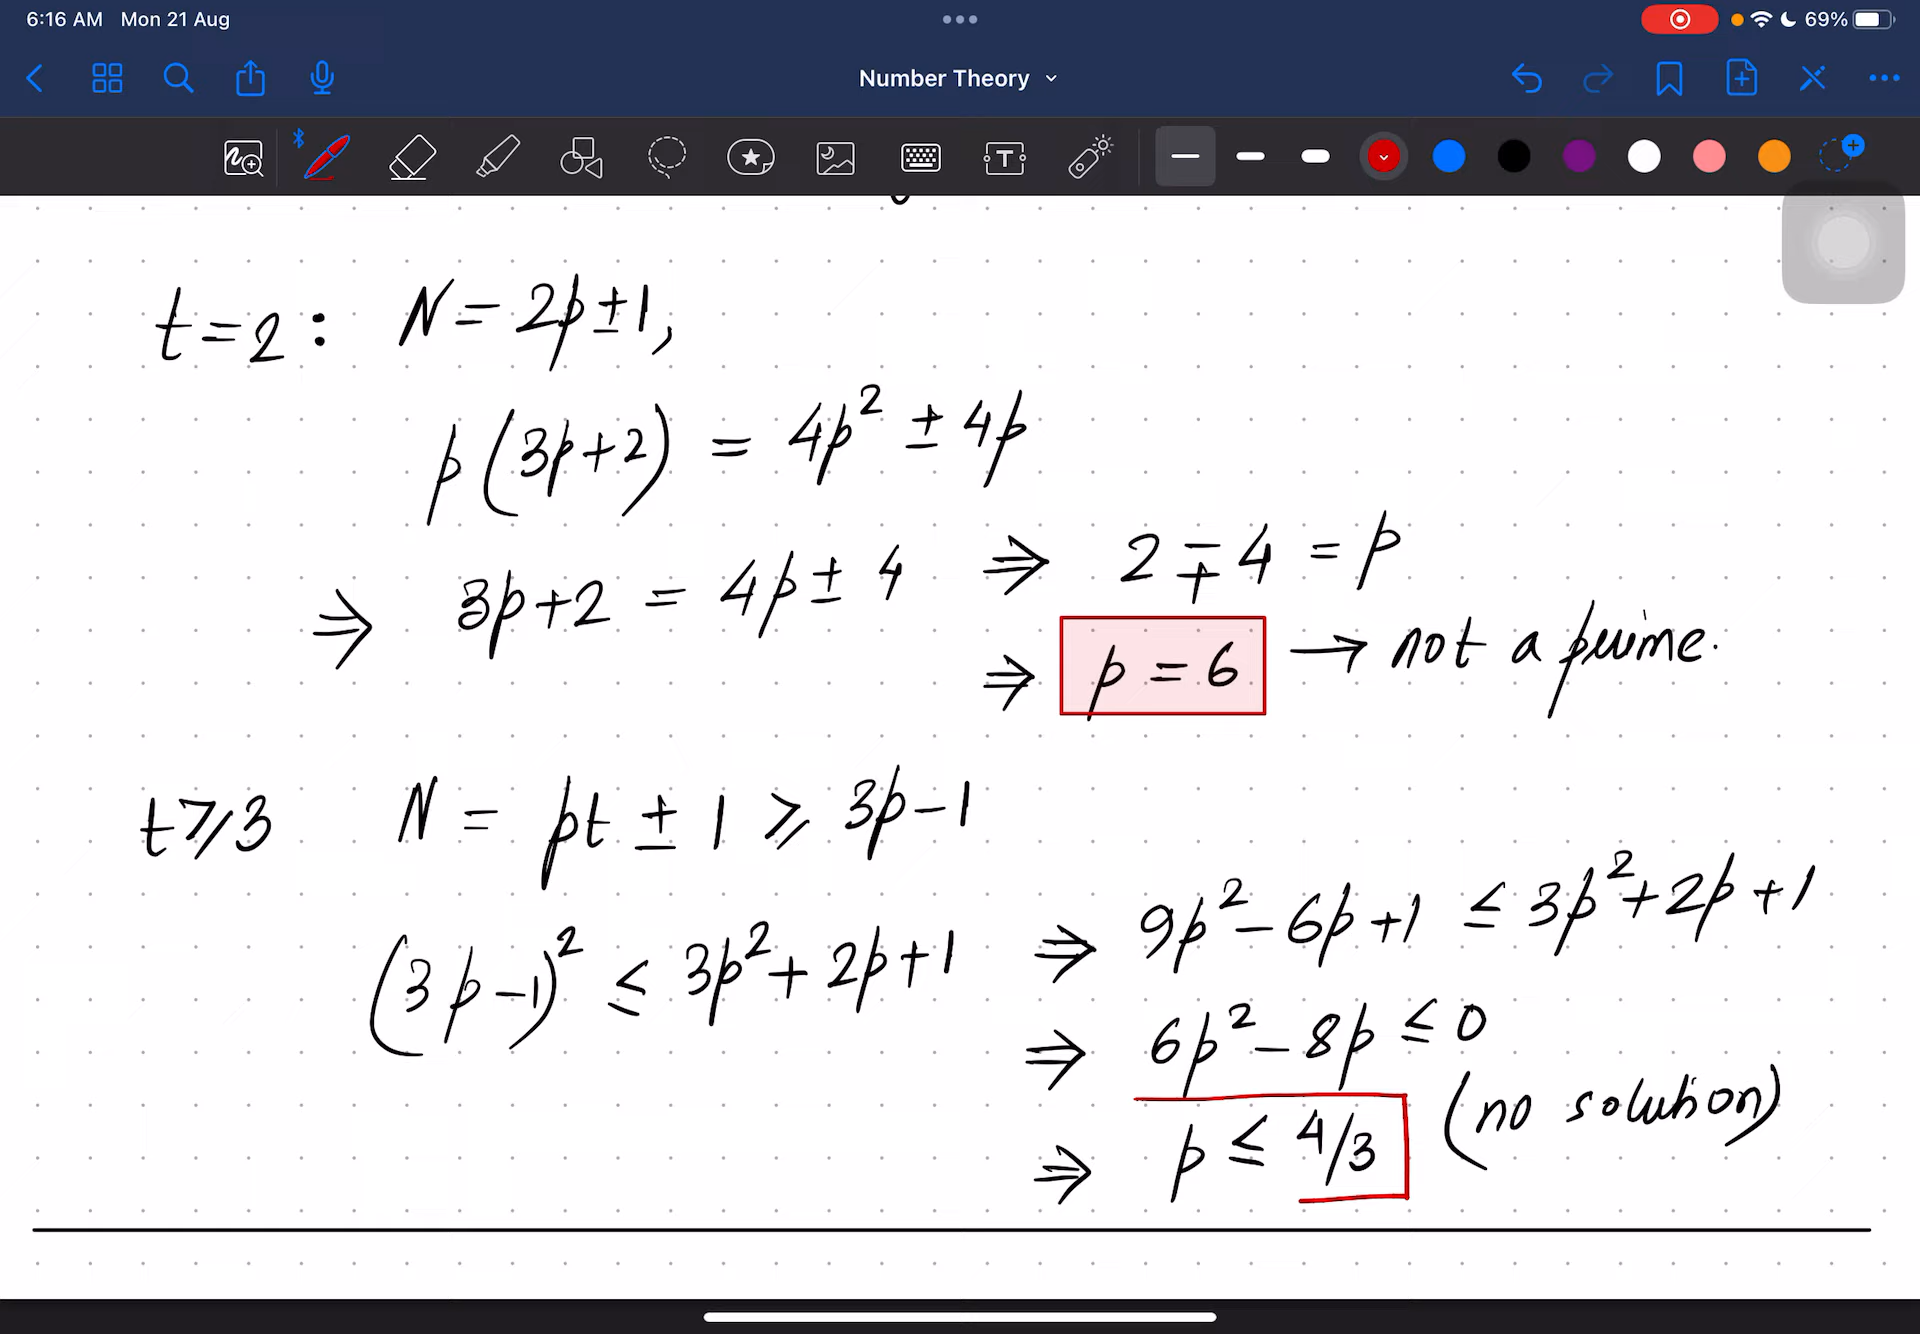 6:16 AM Mon 21 Aug
69%
Number Theory
t=2: N = 2p±1,
p(3p+2) = 4p² ± 4p
⇒ 3p+2 = 4p ± 4 ⇒ 2 ∓ 4 = p
⇒ p = 6 → not a prime.
t⩾3 N = pt ± 1 ⩾ 3p-1
(3p-1)² ≤ 3p²+2p+1 ⇒ 9p²-6p+1 ≤ 3p²+2p+1
⇒ 6p²-8p ≤ 0
⇒ p ≤ 4/3 (no solution)